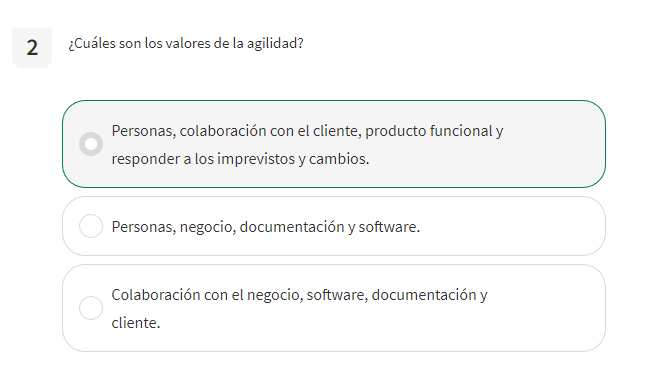 2
¿Cuáles son los valores de la agilidad?
Personas, colaboración con el cliente, producto funcional y
responder a los imprevistos y cambios.
Personas, negocio, documentación y software.
Colaboración con el negocio, software, documentación y
cliente.